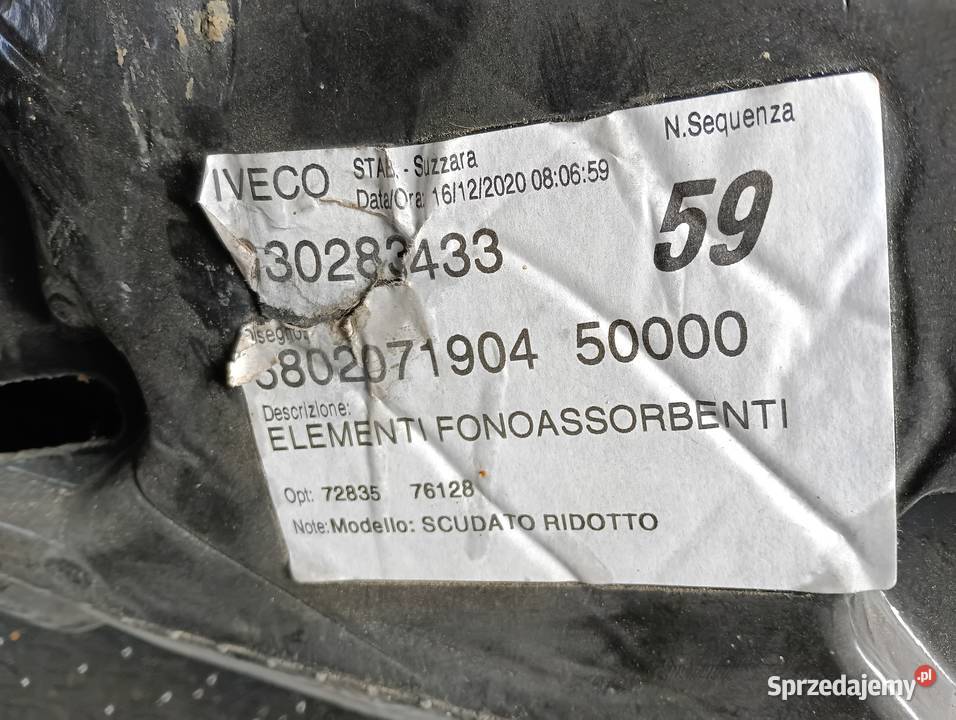 IVECO STAB. - Suzzara N.Sequenza
Data/Ora: 16/12/2020 08:06:59
30283433 59
Disegno:
5802071904 50000
Descrizione:
ELEMENTI FONOASSORBENTI
Opt: 72835 76128
Note: Modello: SCUDATO RIDOTTO
Sprzedajemy.pl